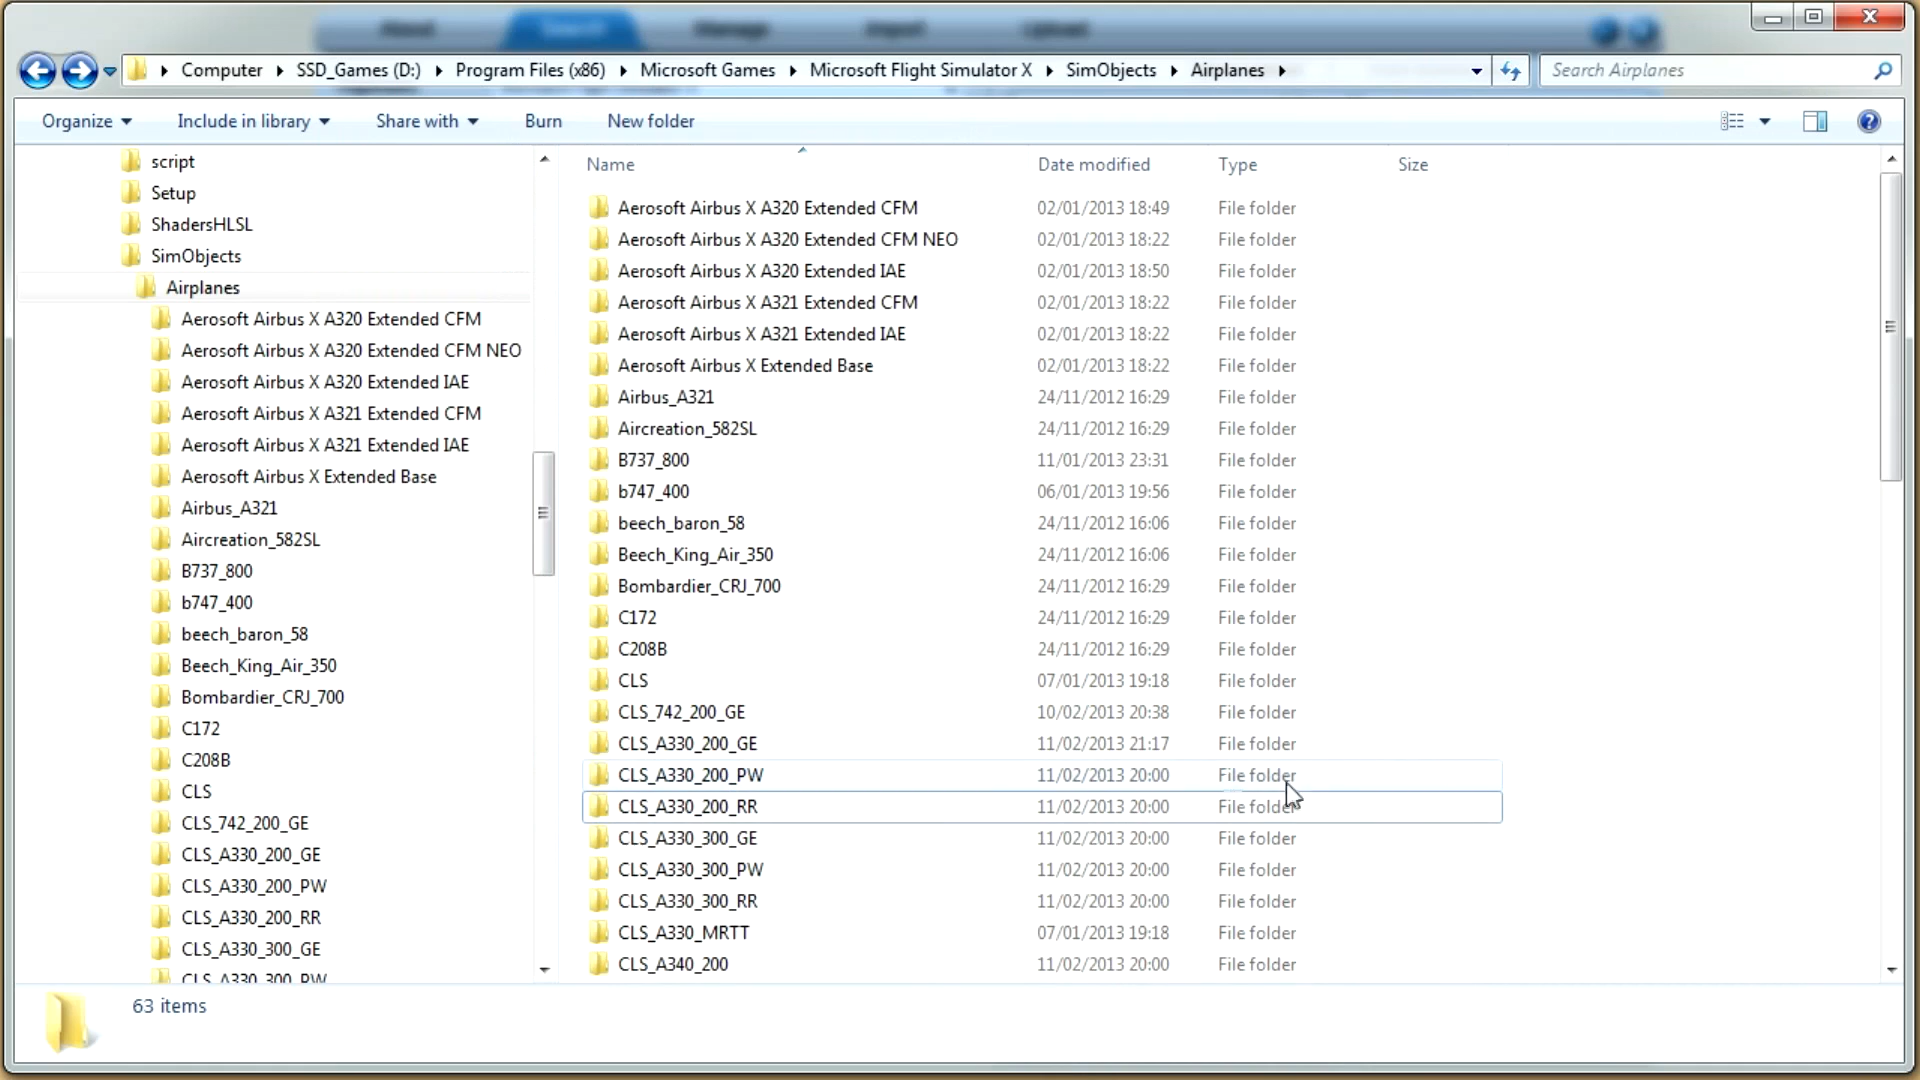 About Search Manage Import Upload
Computer SSD_Games (D:) Program Files (x86) Microsoft Games Microsoft Flight Simulator X SimObjects Airplanes Search Airplanes
Organize Include in library Share with Burn New folder
script
Setup
ShadersHLSL
SimObjects
Airplanes
Aerosoft Airbus X A320 Extended CFM
Aerosoft Airbus X A320 Extended CFM NEO
Aerosoft Airbus X A320 Extended IAE
Aerosoft Airbus X A321 Extended CFM
Aerosoft Airbus X A321 Extended IAE
Aerosoft Airbus X Extended Base
Airbus_A321
Aircreation_582SL
B737_800
b747_400
beech_baron_58
Beech_King_Air_350
Bombardier_CRJ_700
C172
C208B
CLS
CLS_742_200_GE
CLS_A330_200_GE
CLS_A330_200_PW
CLS_A330_200_RR
CLS_A330_300_GE
CLS_A330_300_PW
Name Date modified Type Size
Aerosoft Airbus X A320 Extended CFM 02/01/2013 18:49 File folder
Aerosoft Airbus X A320 Extended CFM NEO 02/01/2013 18:22 File folder
Aerosoft Airbus X A320 Extended IAE 02/01/2013 18:50 File folder
Aerosoft Airbus X A321 Extended CFM 02/01/2013 18:22 File folder
Aerosoft Airbus X A321 Extended IAE 02/01/2013 18:22 File folder
Aerosoft Airbus X Extended Base 02/01/2013 18:22 File folder
Airbus_A321 24/11/2012 16:29 File folder
Aircreation_582SL 24/11/2012 16:29 File folder
B737_800 11/01/2013 23:31 File folder
b747_400 06/01/2013 19:56 File folder
beech_baron_58 24/11/2012 16:06 File folder
Beech_King_Air_350 24/11/2012 16:06 File folder
Bombardier_CRJ_700 24/11/2012 16:29 File folder
C172 24/11/2012 16:29 File folder
C208B 24/11/2012 16:29 File folder
CLS 07/01/2013 19:18 File folder
CLS_742_200_GE 10/02/2013 20:38 File folder
CLS_A330_200_GE 11/02/2013 21:17 File folder
CLS_A330_200_PW 11/02/2013 20:00 File folder
CLS_A330_200_RR 11/02/2013 20:00 File folder
CLS_A330_300_GE 11/02/2013 20:00 File folder
CLS_A330_300_PW 11/02/2013 20:00 File folder
CLS_A330_300_RR 11/02/2013 20:00 File folder
CLS_A330_MRTT 07/01/2013 19:18 File folder
CLS_A340_200 11/02/2013 20:00 File folder
63 items